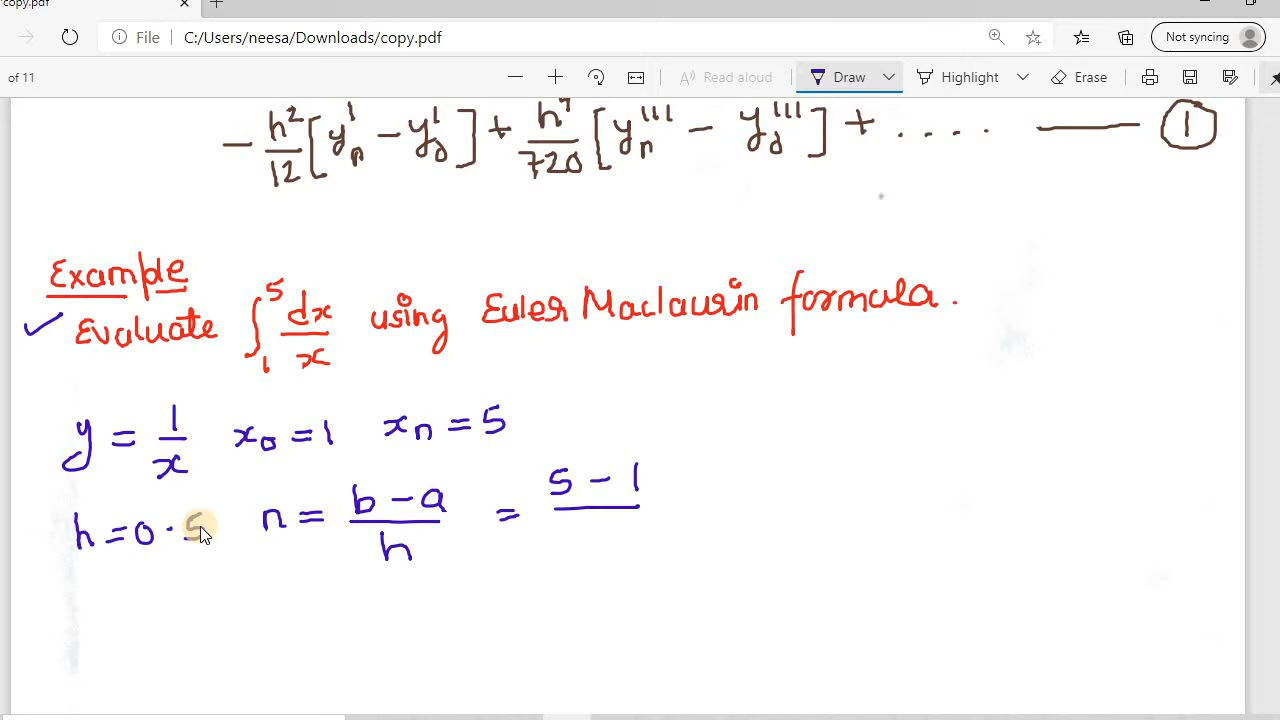 copy.pdf
File C:/Users/neesa/Downloads/copy.pdf Not syncing
of 11 Read aloud Draw Highlight Erase
- h²/12 [y'n - y'0] + h⁴/720 [y'''n - y'''0] + .... —— ①
Example
✓ Evaluate ∫₁⁵ dx/x using Euler Maclaurin formula.
y = 1/x x₀ = 1 xn = 5
h = 0.5 n = b-a/h = 5-1